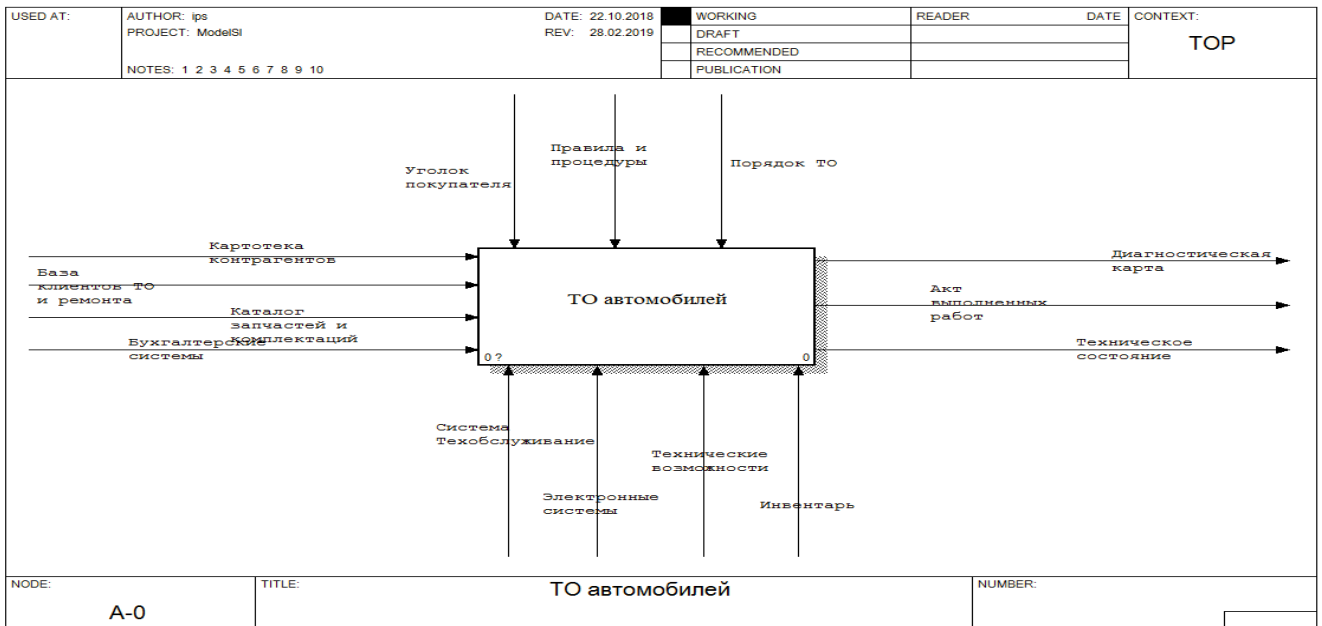 USED AT:
AUTHOR: ips
DATE: 22.10.2018
WORKING
READER
DATE
CONTEXT:
PROJECT: ModelSI
REV: 28.02.2019
DRAFT
TOP
RECOMMENDED
NOTES: 1 2 3 4 5 6 7 8 9 10
PUBLICATION
Уголок
покупателя
Правила и
процедуры
Порядок ТО
Картотека
контрагентов
База
клиентов ТО
и ремонта
Каталог
запчастей и
комплектаций
Бухгалтерские
системы
ТО автомобилей
0 ?
0
Диагностическая
карта
Акт
выполненных
работ
Техническое
состояние
Система
Техобслуживание
Электронные
системы
Технические
возможности
Инвентарь
NODE:
A-0
TITLE:
ТО автомобилей
NUMBER: